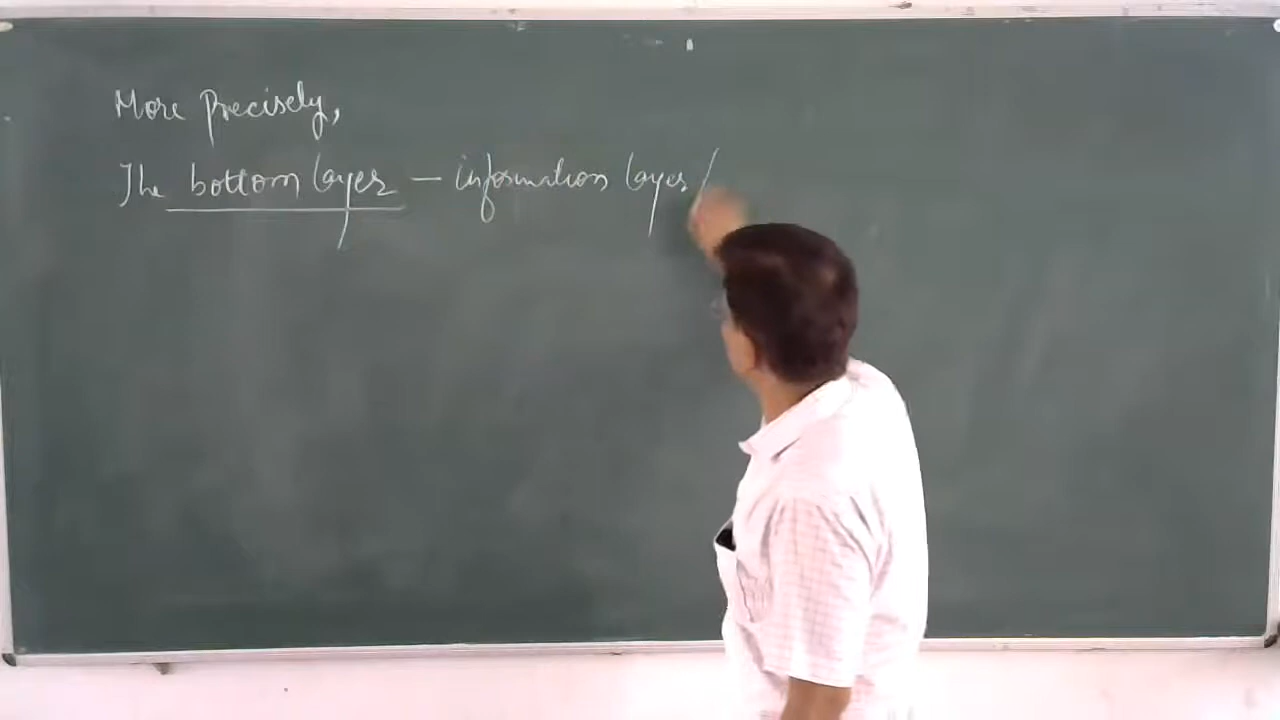 More Precisely,
The bottom layer — information layer/